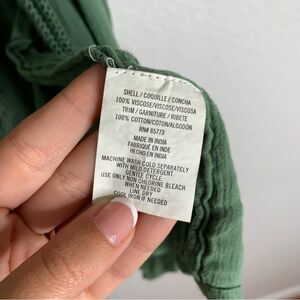 SHELL / COQUILLE / CONCHA
100% VISCOSE/VISCOSE/VISCOSA
TRIM / GARNITURE / RIBETE
100% COTTON/COTON/ALGODÓN
RN# 85773
MADE IN INDIA
FABRIQUÉ EN INDE
HECHO EN INDIA
MACHINE WASH COLD SEPARATELY
WITH MILD DETERGENT
GENTLE CYCLE
USE ONLY NON CHLORINE BLEACH
WHEN NEEDED
LINE DRY
COOL IRON IF NEEDED